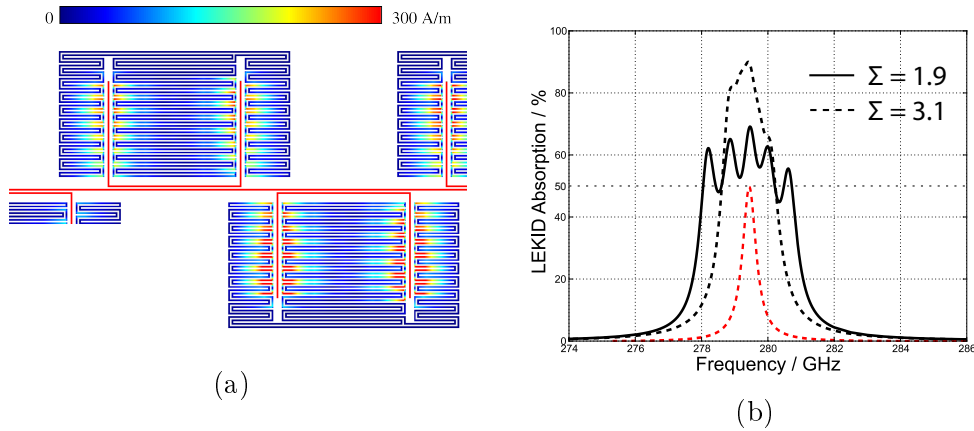 0 300 A/m
(a)
100
80
60
50
40
20
0
LEKID Absorption / %
Σ = 1.9
Σ = 3.1
274 276 278 280 282 284 286
Frequency / GHz
(b)